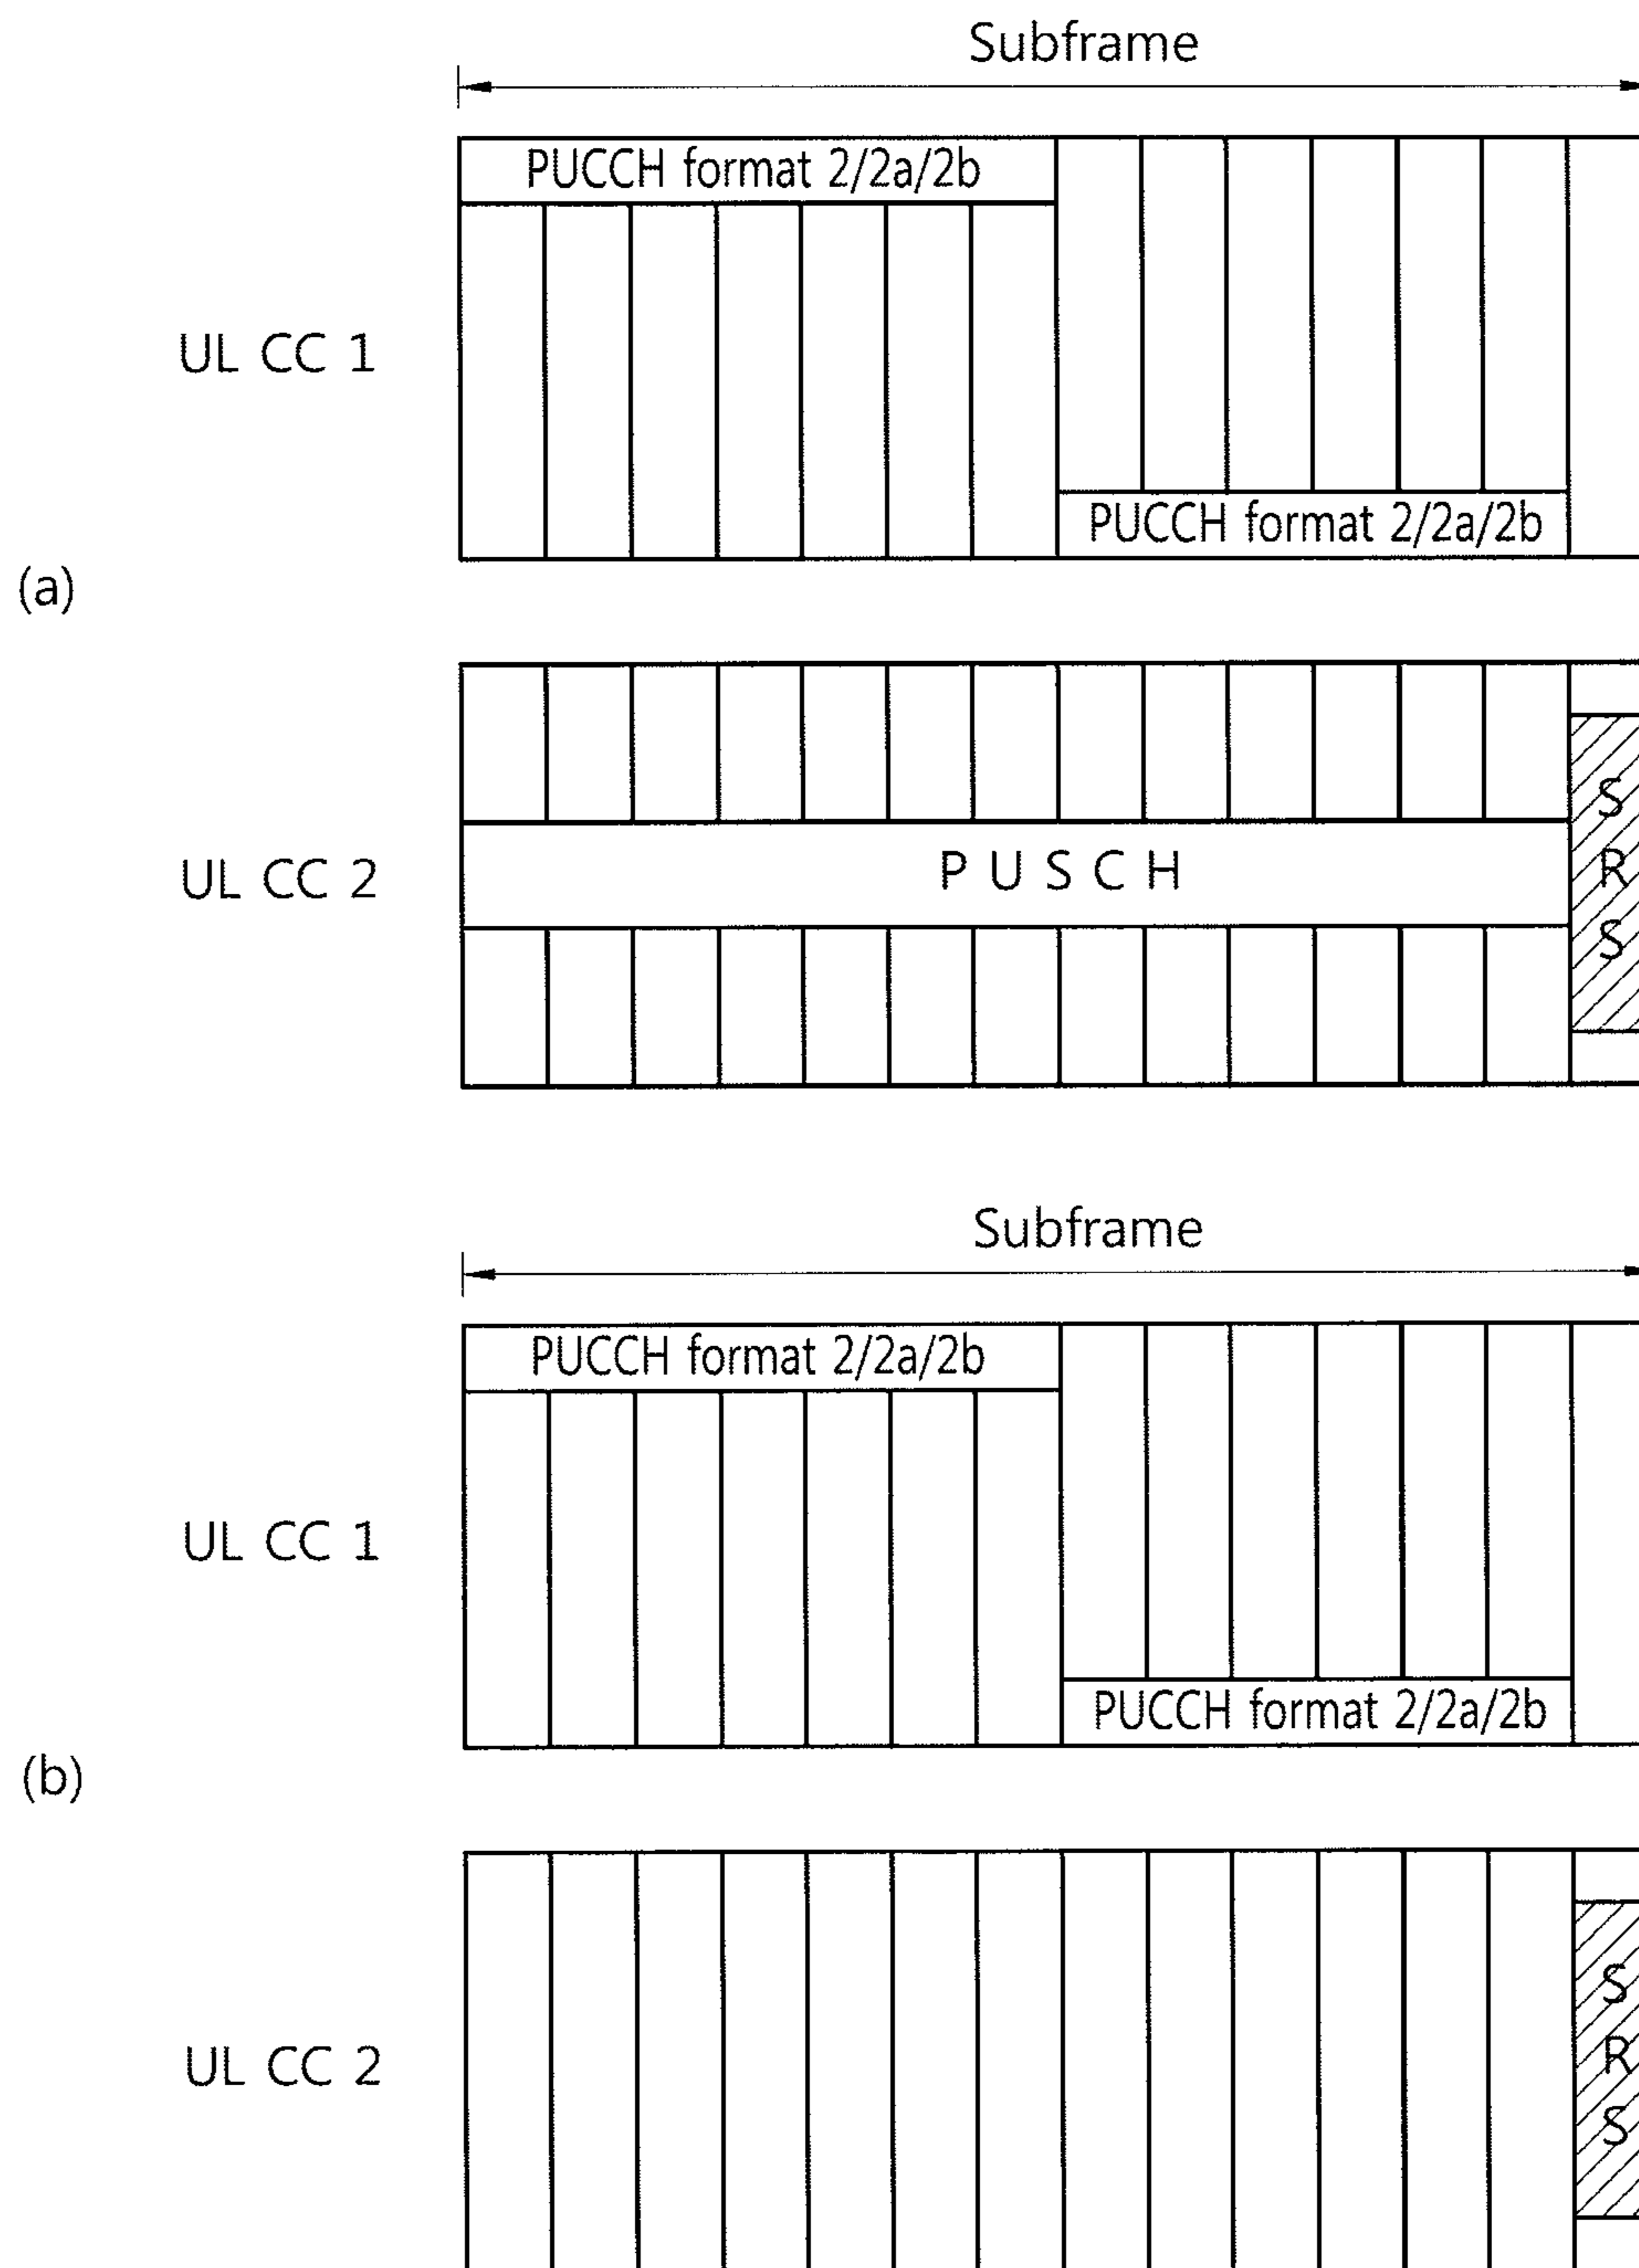 Subframe
PUCCH format 2/2a/2b
UL CC 1
PUCCH format 2/2a/2b
(a)
UL CC 2
P U S C H
S
R
S
Subframe
PUCCH format 2/2a/2b
UL CC 1
PUCCH format 2/2a/2b
(b)
UL CC 2
S
R
S